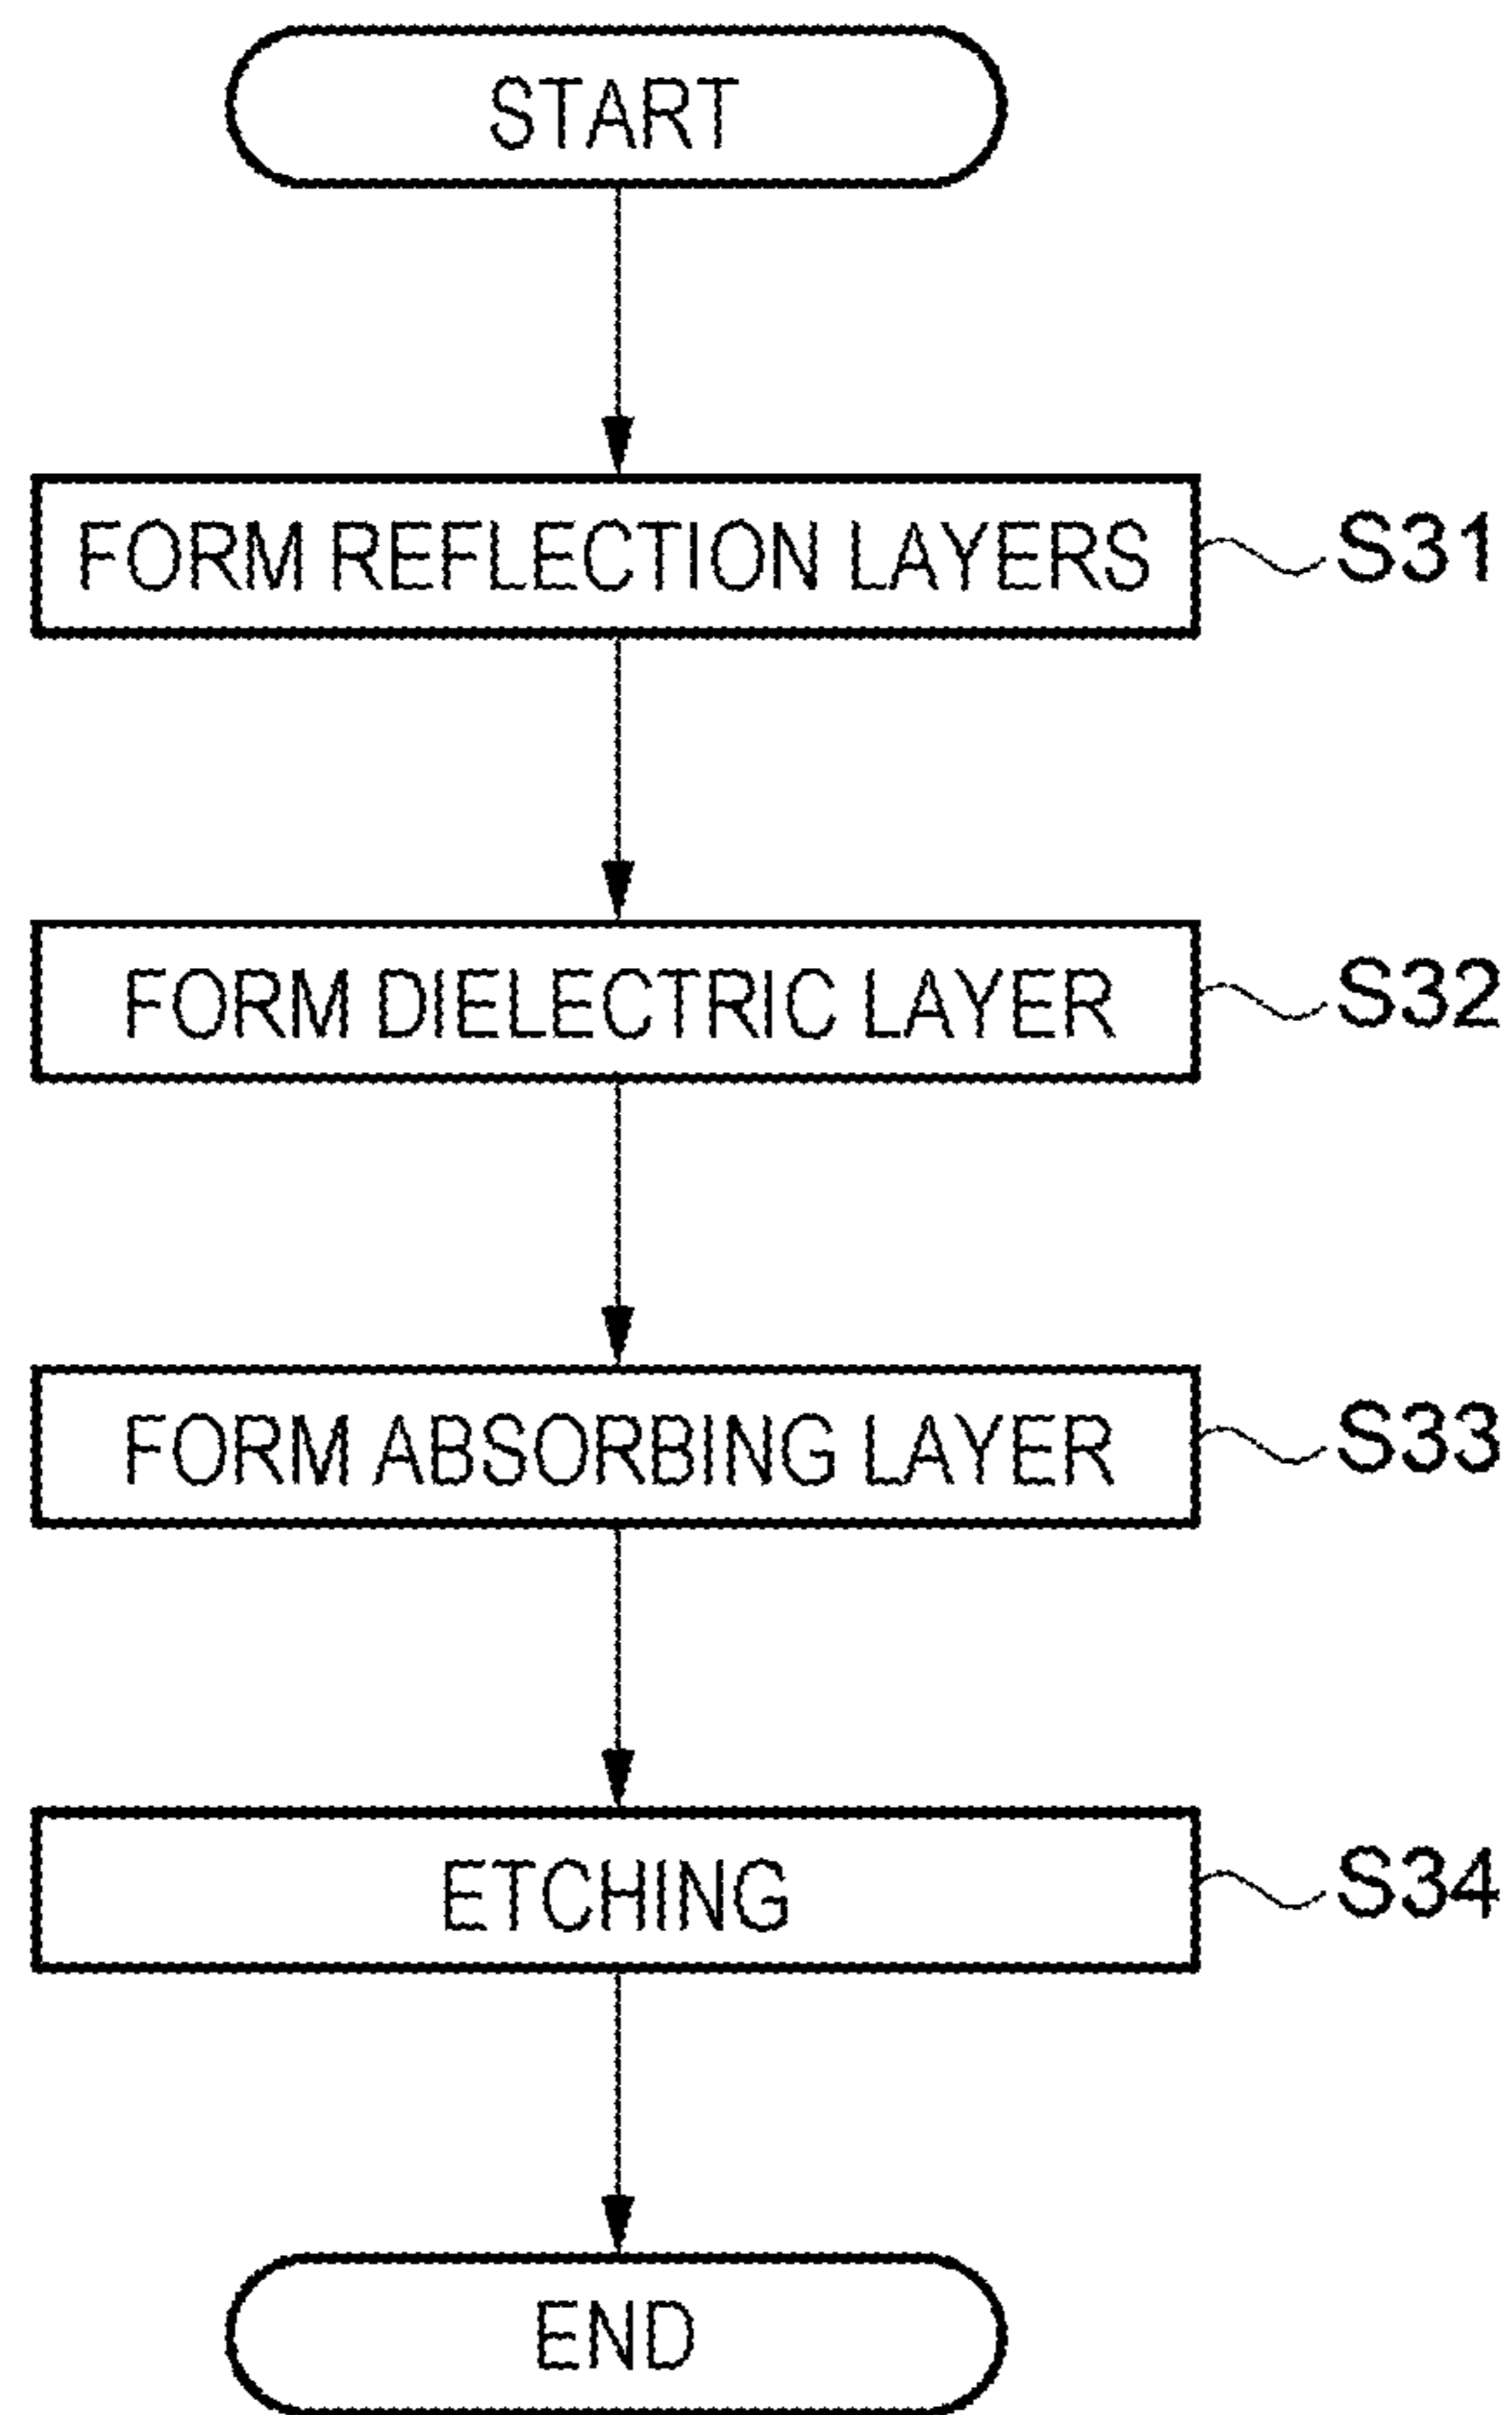 START
FORM REFLECTION LAYERS S31
FORM DIELECTRIC LAYER S32
FORM ABSORBING LAYER S33
ETCHING S34
END